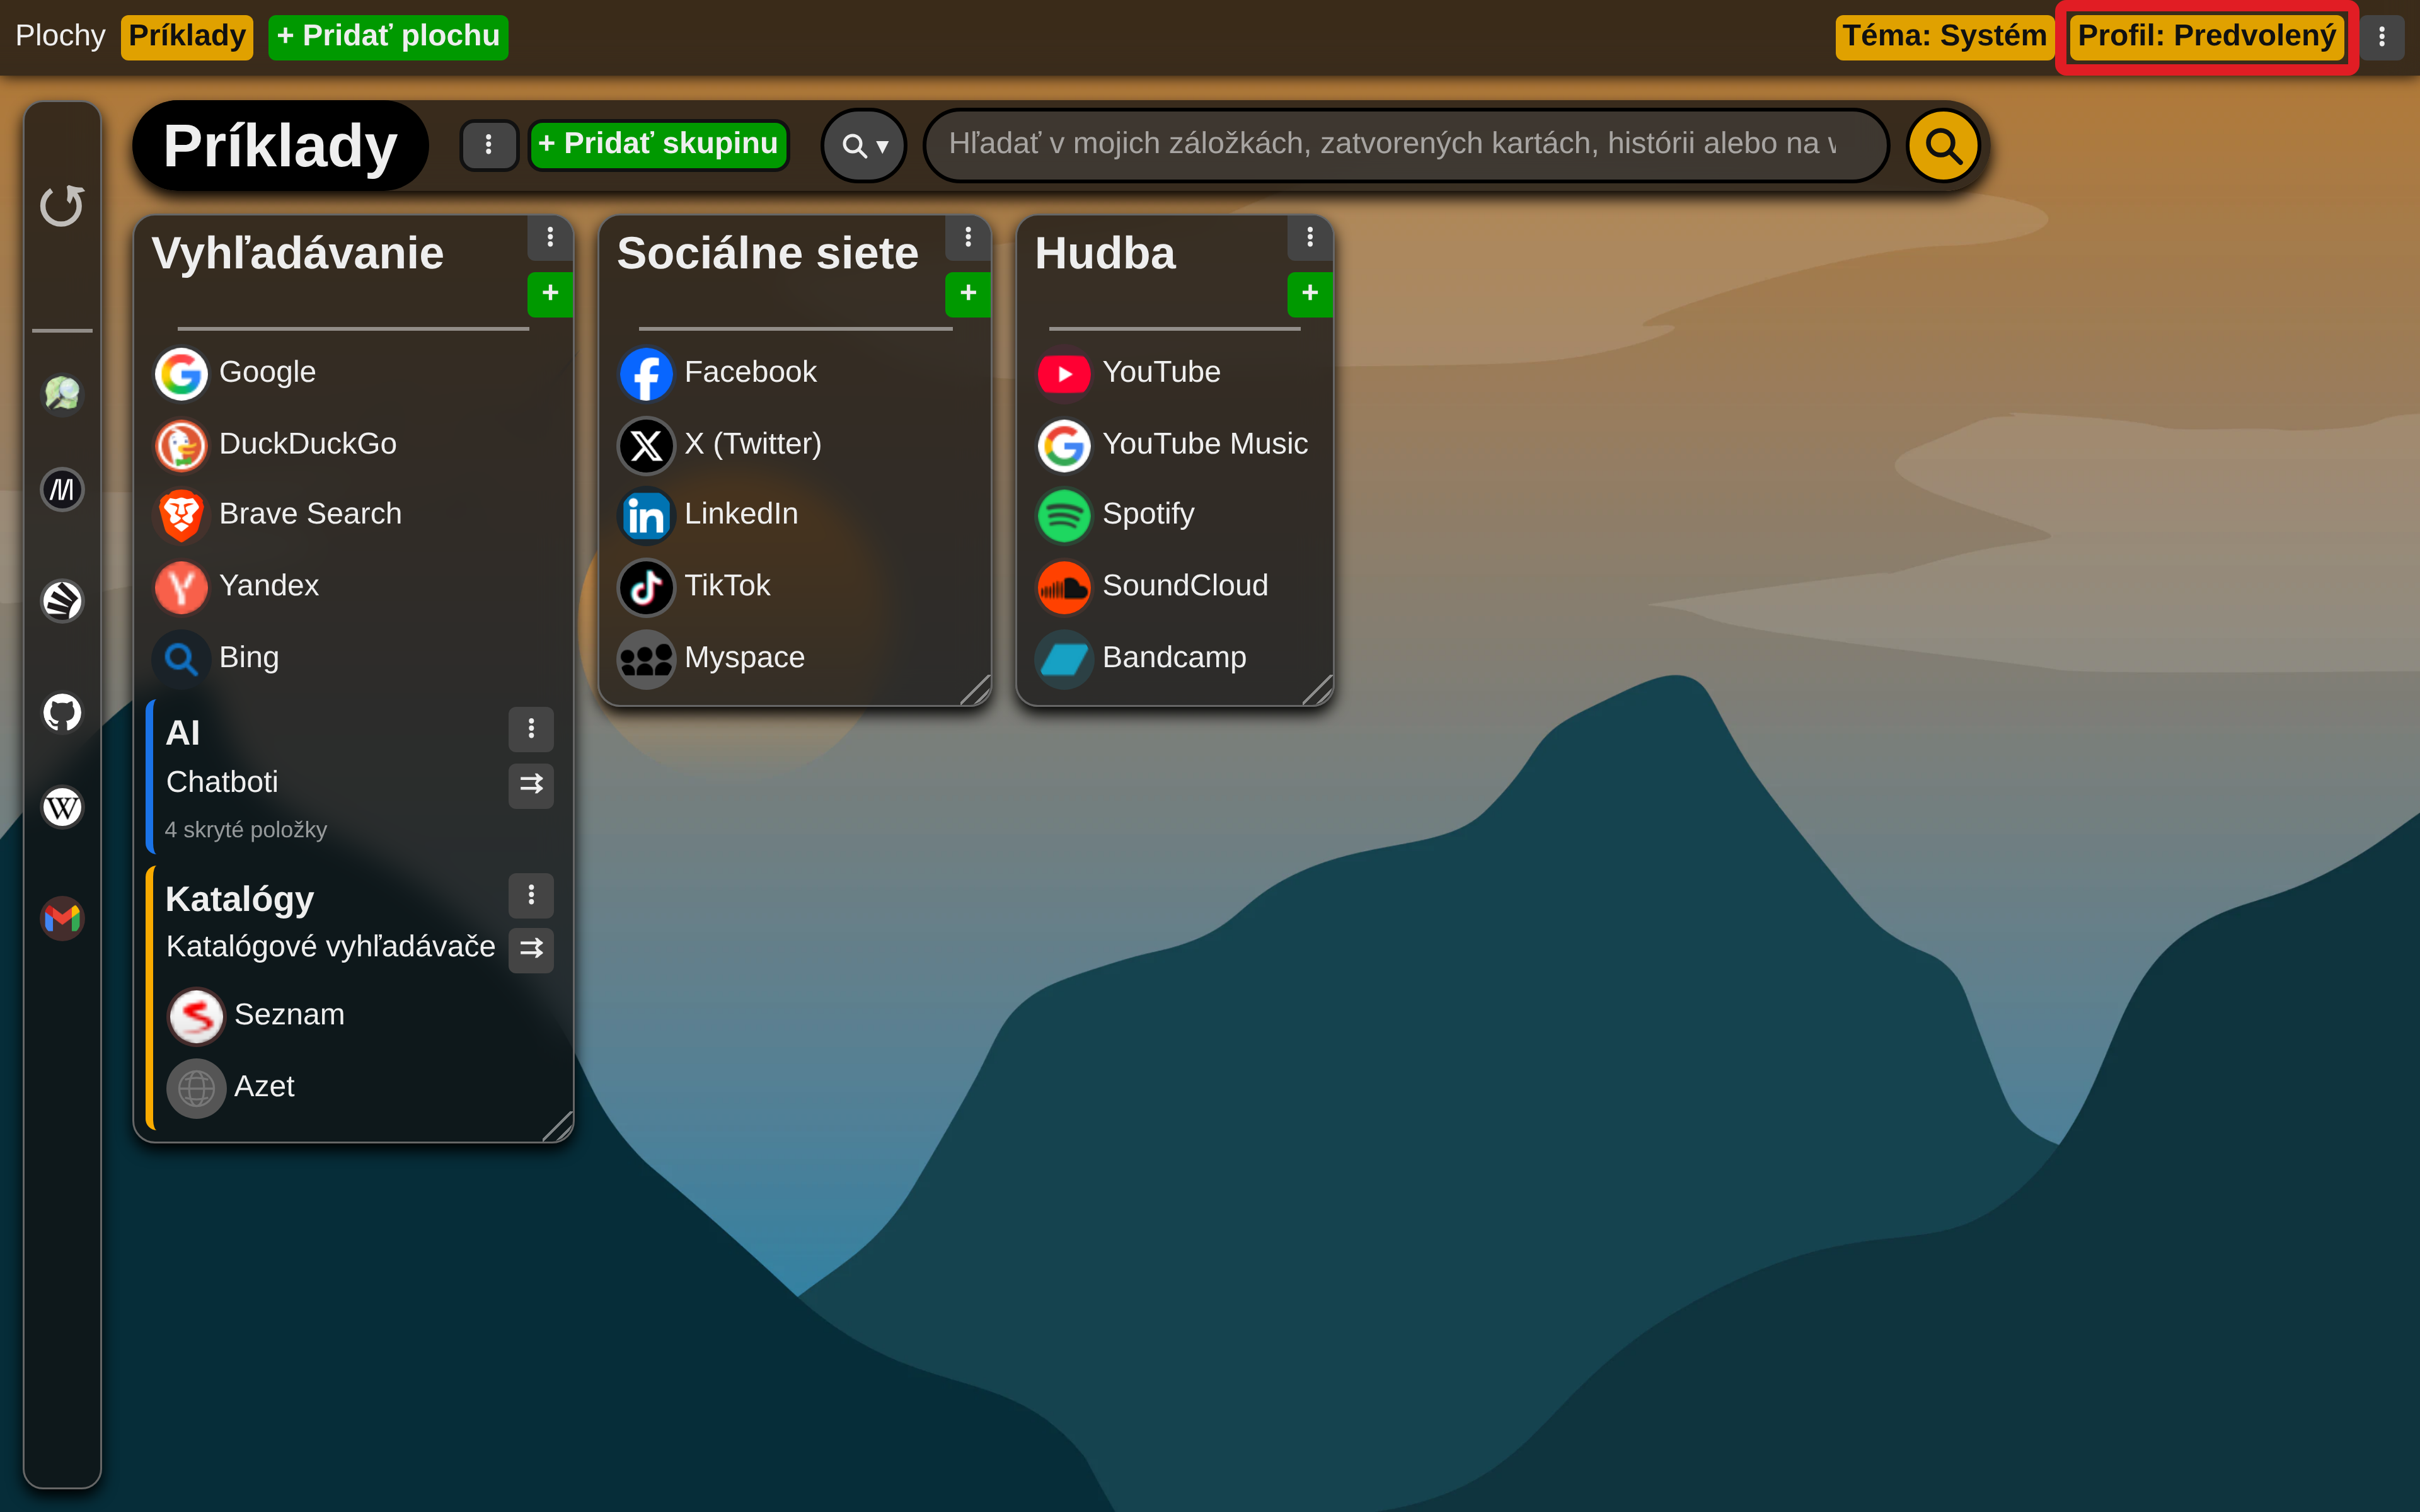 Plochy Príklady + Pridať plochu Téma: Systém Profil: Predvolený
Príklady + Pridať skupinu Hľadať v mojich záložkách, zatvorených kartách, histórii alebo na
Vyhľadávanie
Google
DuckDuckGo
Brave Search
Yandex
Bing
AI
Chatboti
4 skryté položky
Katalógy
Katalógové vyhľadávače
Seznam
Azet
Sociálne siete
Facebook
X (Twitter)
LinkedIn
TikTok
Myspace
Hudba
YouTube
YouTube Music
Spotify
SoundCloud
Bandcamp